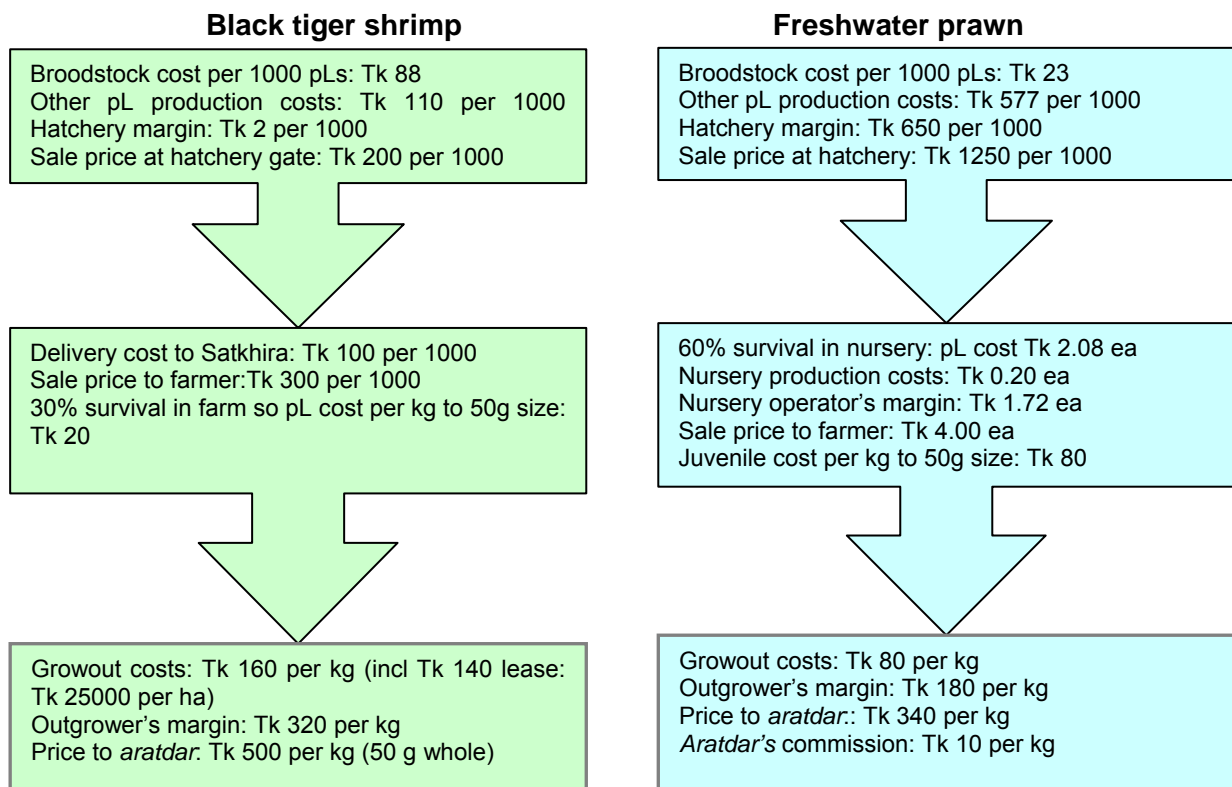 Black tiger shrimp
Broodstock cost per 1000 pLs: Tk 88
Other pL production costs: Tk 110 per 1000
Hatchery margin: Tk 2 per 1000
Sale price at hatchery gate: Tk 200 per 1000
Delivery cost to Satkhira: Tk 100 per 1000
Sale price to farmer:Tk 300 per 1000
30% survival in farm so pL cost per kg to 50g size:
Tk 20
Growout costs: Tk 160 per kg (incl Tk 140 lease:
Tk 25000 per ha)
Outgrower’s margin: Tk 320 per kg
Price to aratdar: Tk 500 per kg (50 g whole)
Freshwater prawn
Broodstock cost per 1000 pLs: Tk 23
Other pL production costs: Tk 577 per 1000
Hatchery margin: Tk 650 per 1000
Sale price at hatchery: Tk 1250 per 1000
60% survival in nursery: pL cost Tk 2.08 ea
Nursery production costs: Tk 0.20 ea
Nursery operator’s margin: Tk 1.72 ea
Sale price to farmer: Tk 4.00 ea
Juvenile cost per kg to 50g size: Tk 80
Growout costs: Tk 80 per kg
Outgrower’s margin: Tk 180 per kg
Price to aratdar:: Tk 340 per kg
Aratdar’s commission: Tk 10 per kg